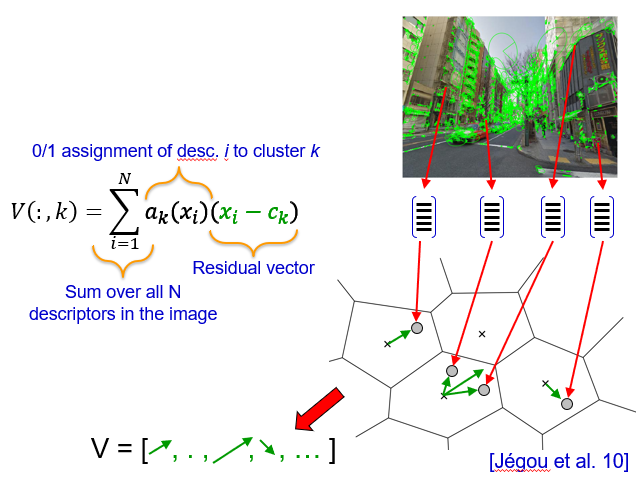 0/1 assignment of desc. i to cluster k
V(:,k) = ∑_{i=1}^{N} a_k(x_i)(x_i − c_k)
Residual vector
Sum over all N
descriptors in the image
V = [ , . , , , … ]
[Jégou et al. 10]